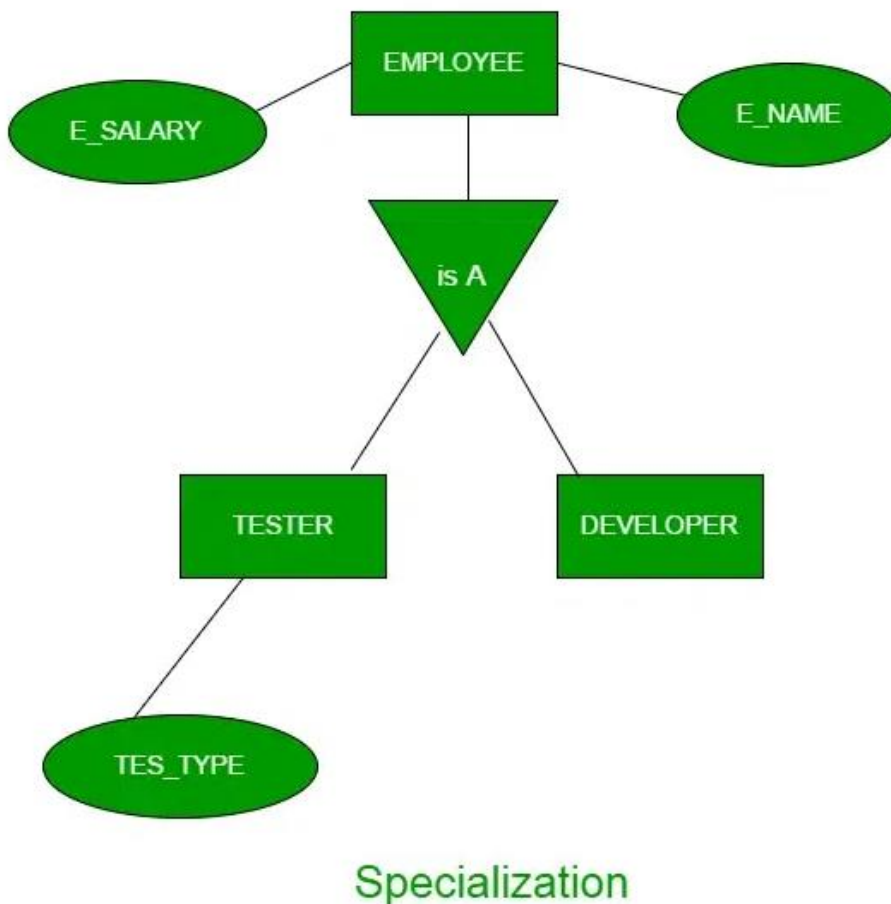 EMPLOYEE
E_SALARY
E_NAME
is A
TESTER
DEVELOPER
TES_TYPE
Specialization